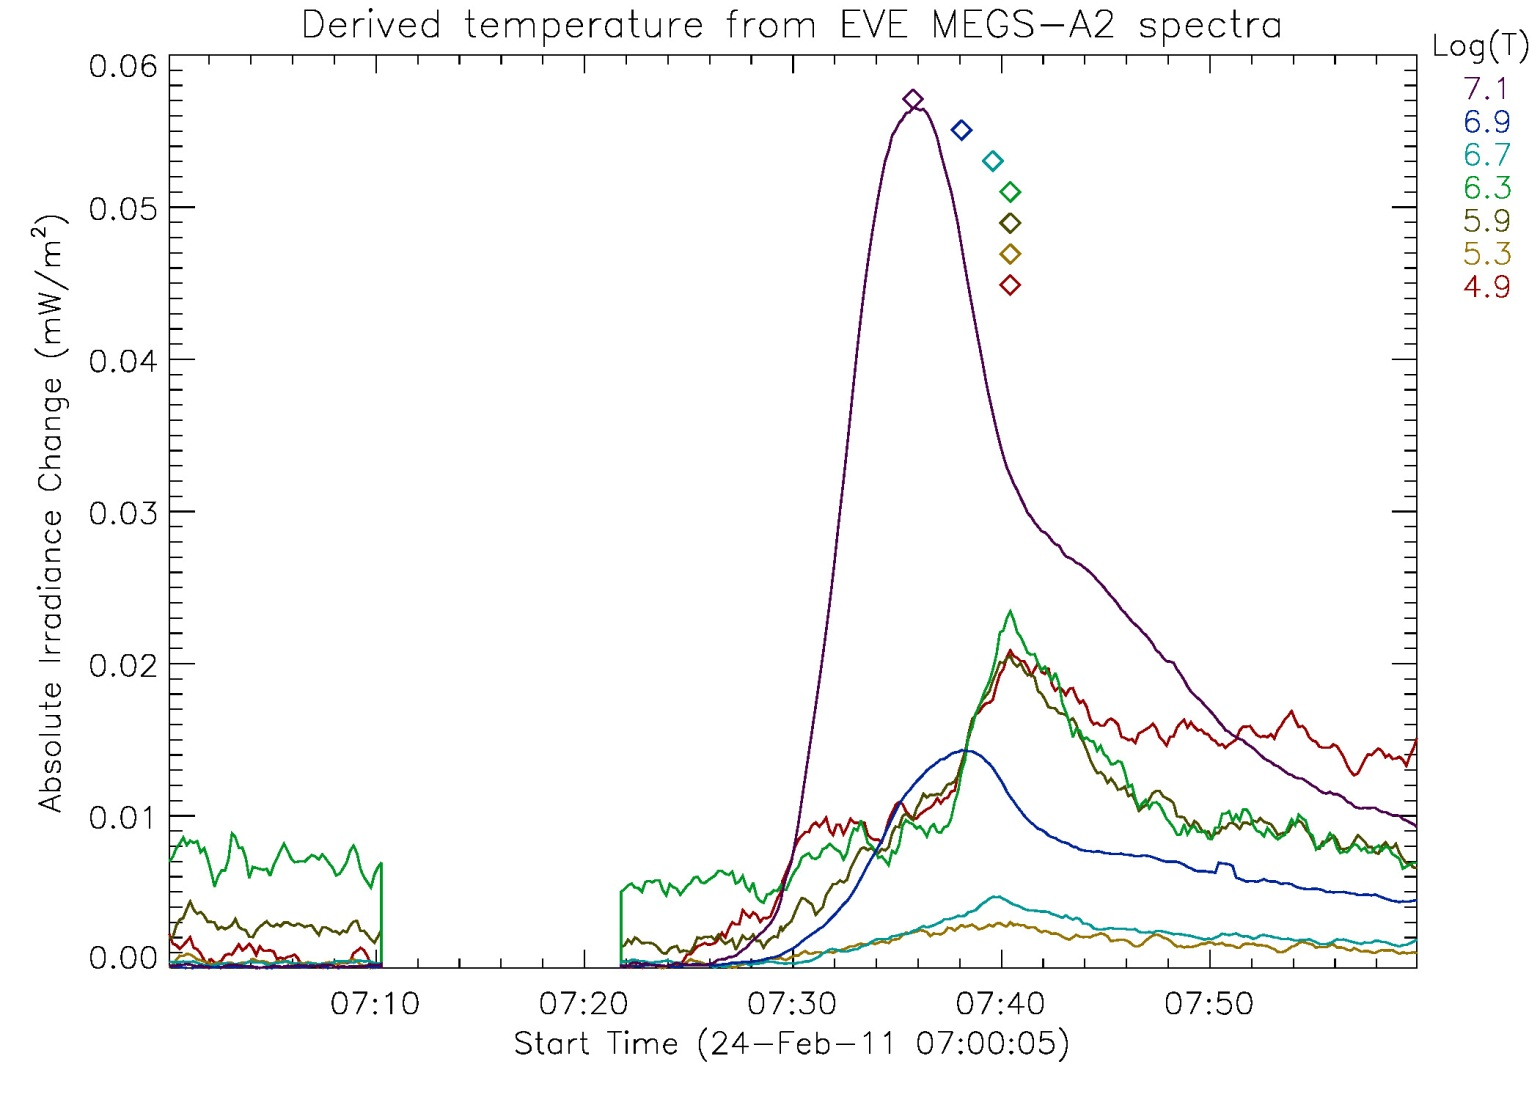 Derived temperature from EVE MEGS-A2 spectra
Log(T)
7.1
6.9
6.7
6.3
5.9
5.3
4.9
Absolute Irradiance Change (mW/m²)
0.06
0.05
0.04
0.03
0.02
0.01
0.00
07:10 07:20 07:30 07:40 07:50
Start Time (24-Feb-11 07:00:05)